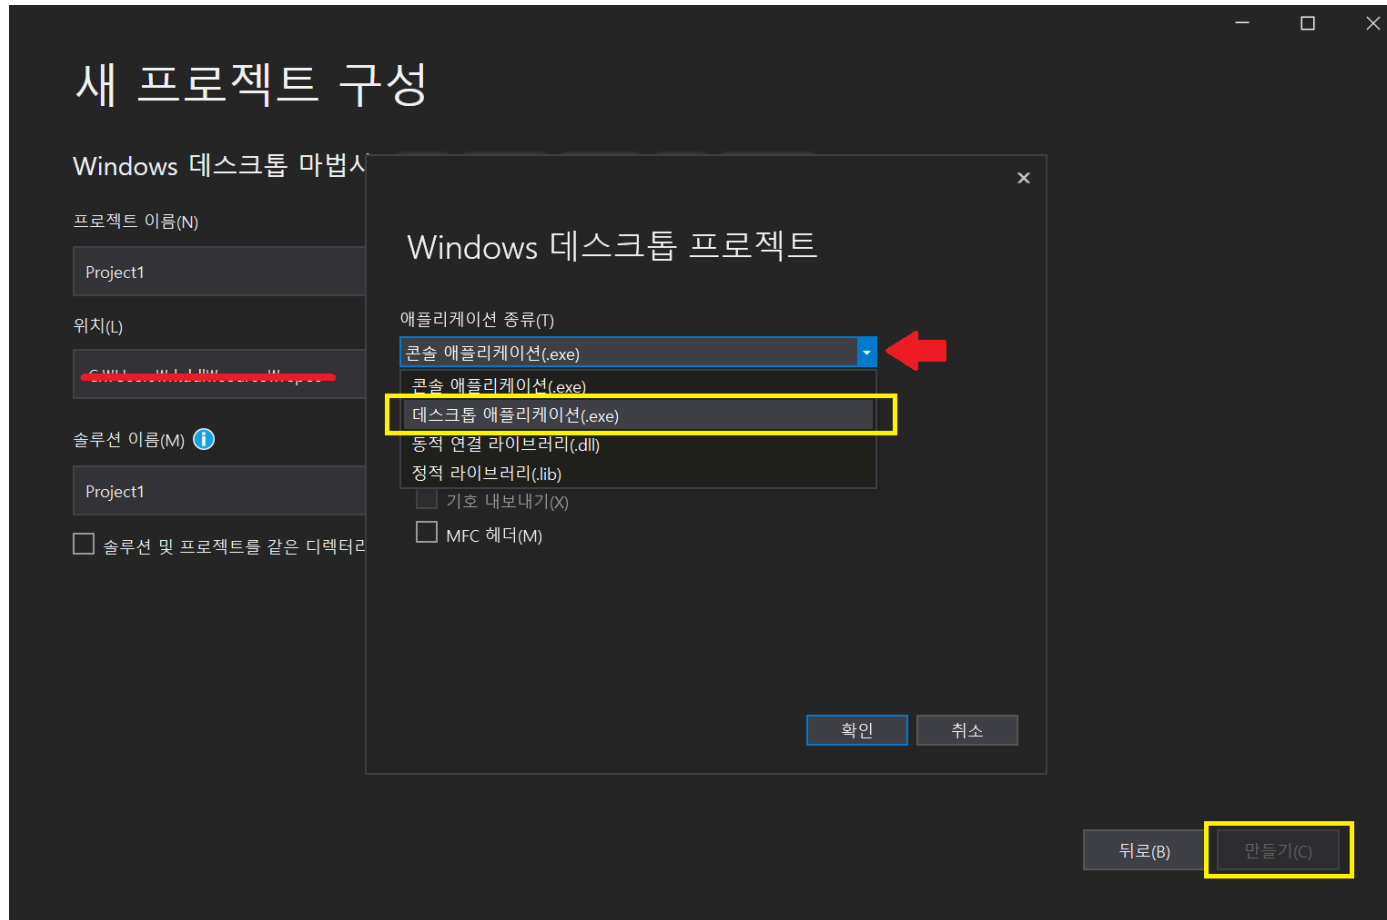 새 프로젝트 구성
Windows 데스크톱 마법사
프로젝트 이름(N)
Project1
위치(L)
솔루션 이름(M)
Project1
솔루션 및 프로젝트를 같은 디렉터리
Windows 데스크톱 프로젝트
애플리케이션 종류(T)
콘솔 애플리케이션(.exe)
콘솔 애플리케이션(.exe)
데스크톱 애플리케이션(.exe)
동적 연결 라이브러리(.dll)
정적 라이브러리(.lib)
기호 내보내기(X)
MFC 헤더(M)
확인 취소
뒤로(B) 만들기(C)